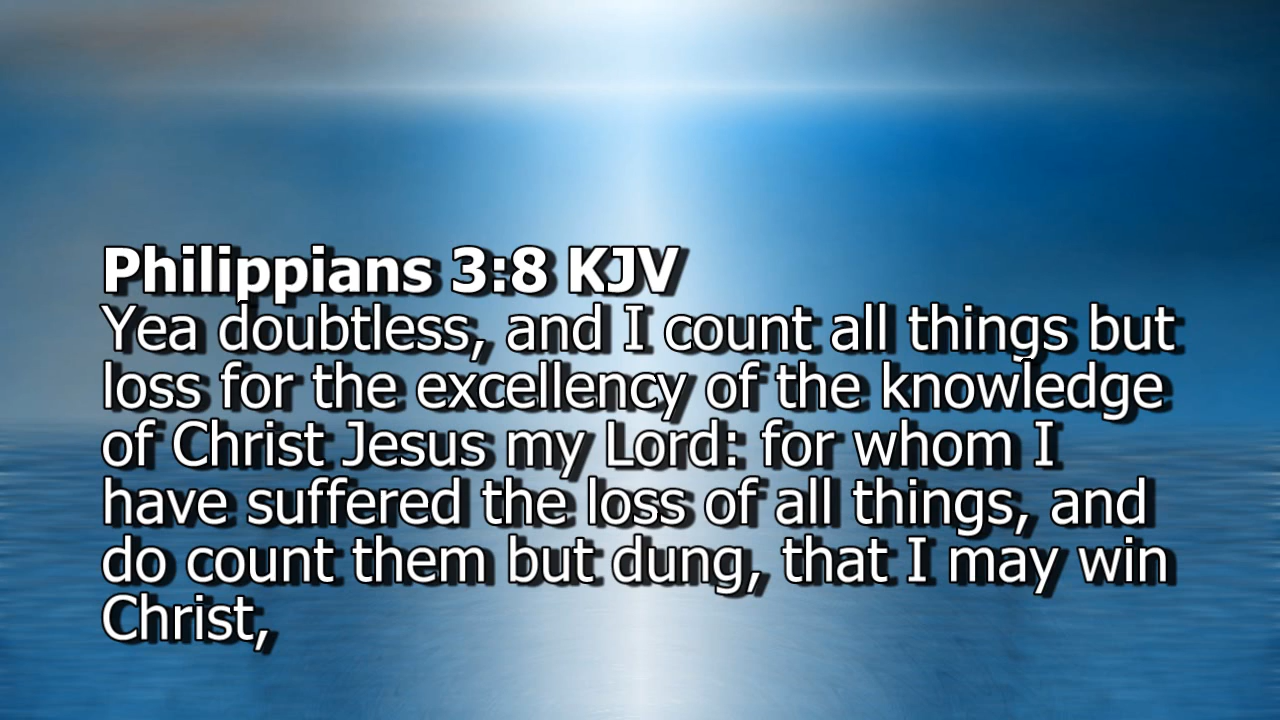 Philippians 3:8 KJV
Yea doubtless, and I count all things but
loss for the excellency of the knowledge
of Christ Jesus my Lord: for whom I
have suffered the loss of all things, and
do count them but dung, that I may win
Christ,